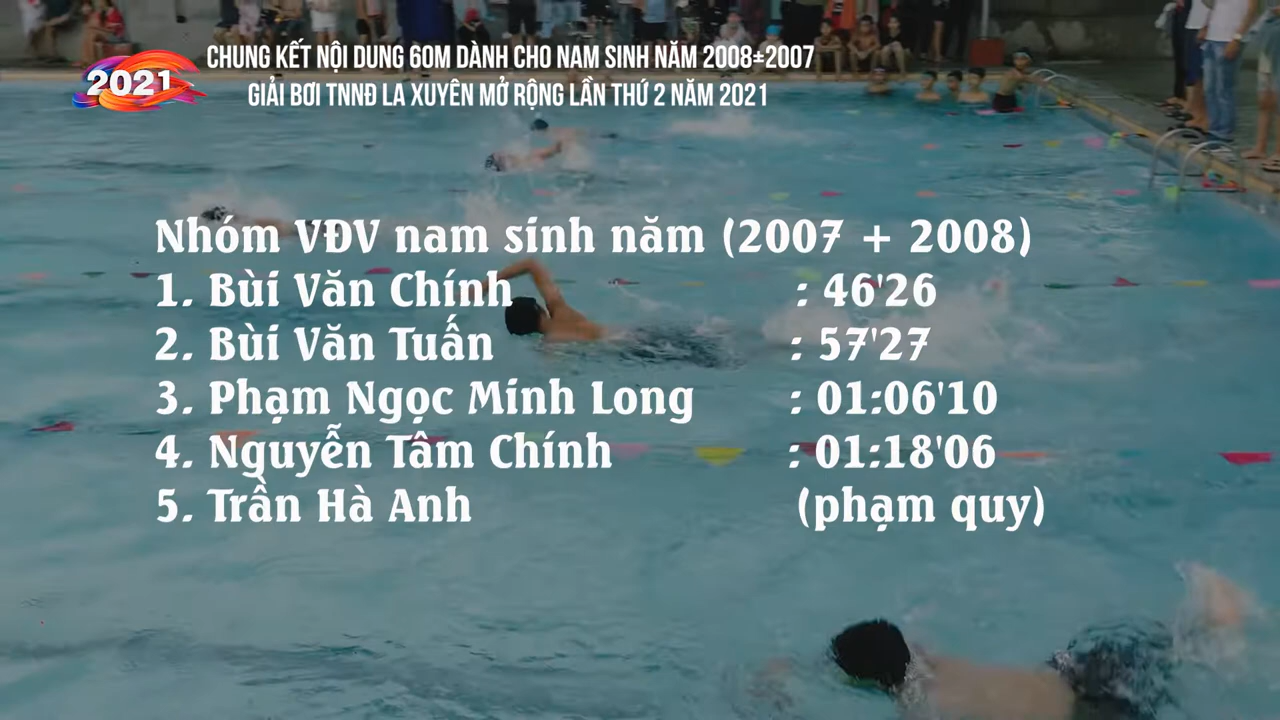 2021
CHUNG KẾT NỘI DUNG 60M DÀNH CHO NAM SINH NĂM 2008±2007
GIẢI BƠI TNNĐ LA XUYÊN MỞ RỘNG LẦN THỨ 2 NĂM 2021
Nhóm VĐV nam sinh năm (2007 + 2008)
1. Bùi Văn Chính : 46'26
2. Bùi Văn Tuấn : 57'27
3. Phạm Ngọc Minh Long : 01:06'10
4. Nguyễn Tâm Chính : 01:18'06
5. Trần Hà Anh (phạm quy)